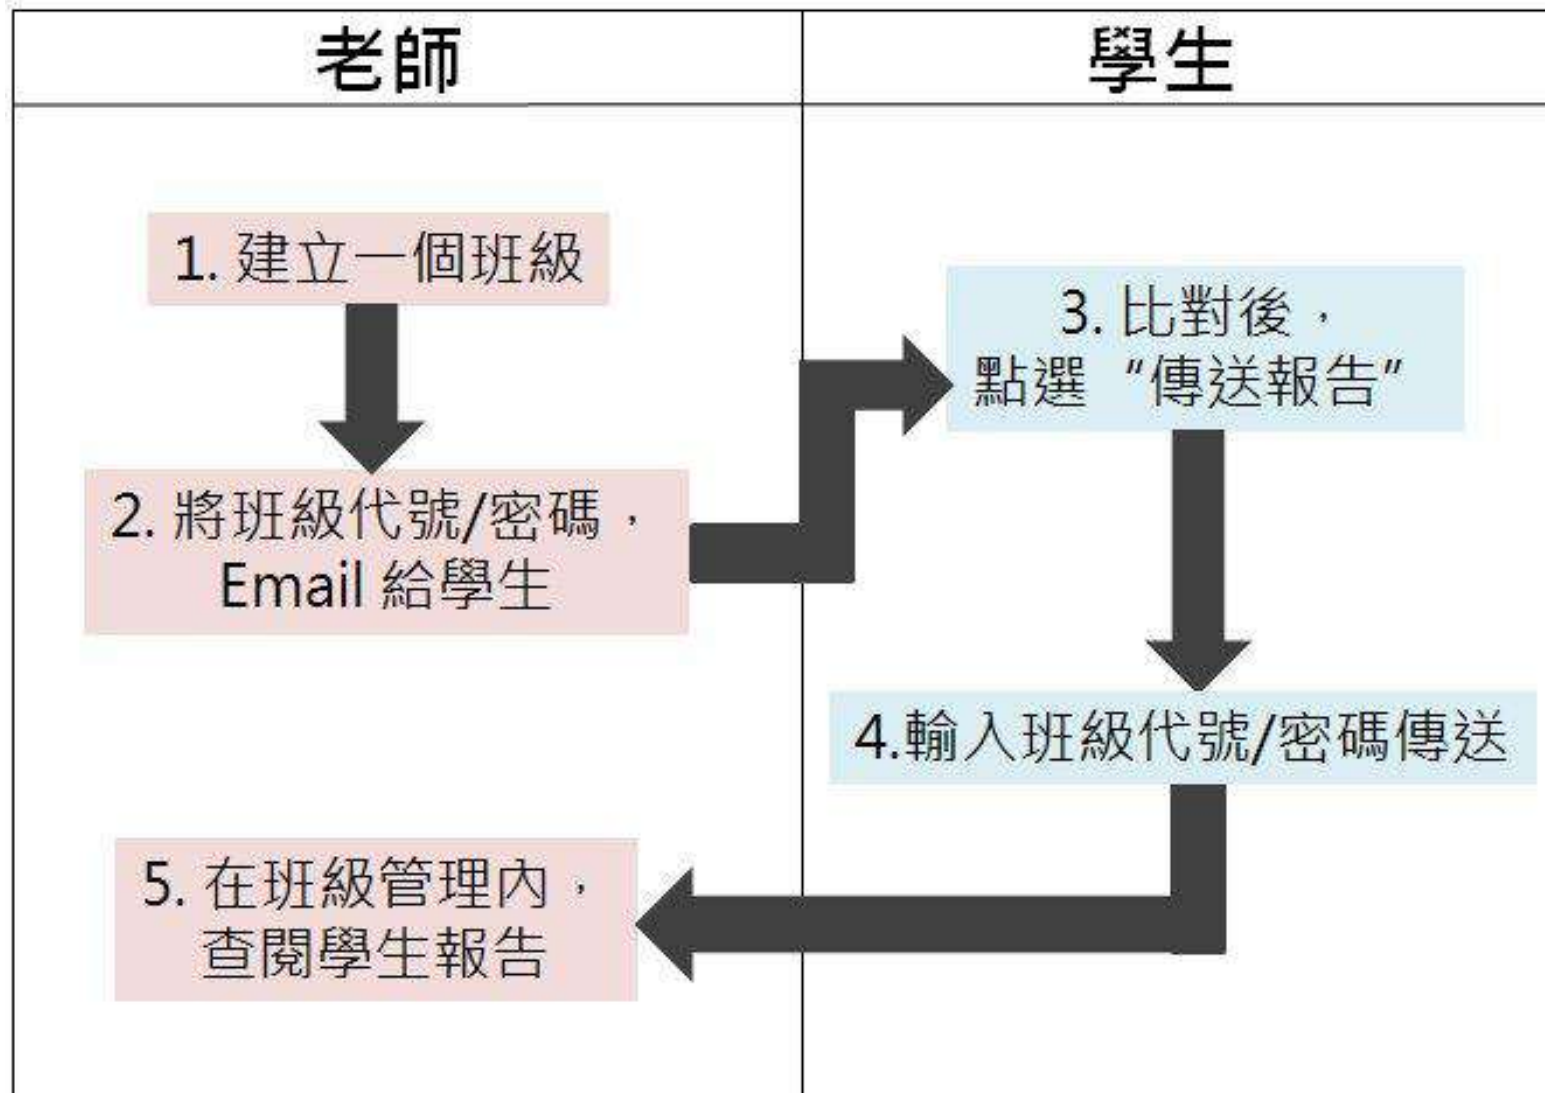 老師
學生
1. 建立一個班級
2. 將班級代號/密碼，
Email 給學生
3. 比對後，
點選 “傳送報告”
4.輸入班級代號/密碼傳送
5. 在班級管理內，
查閱學生報告